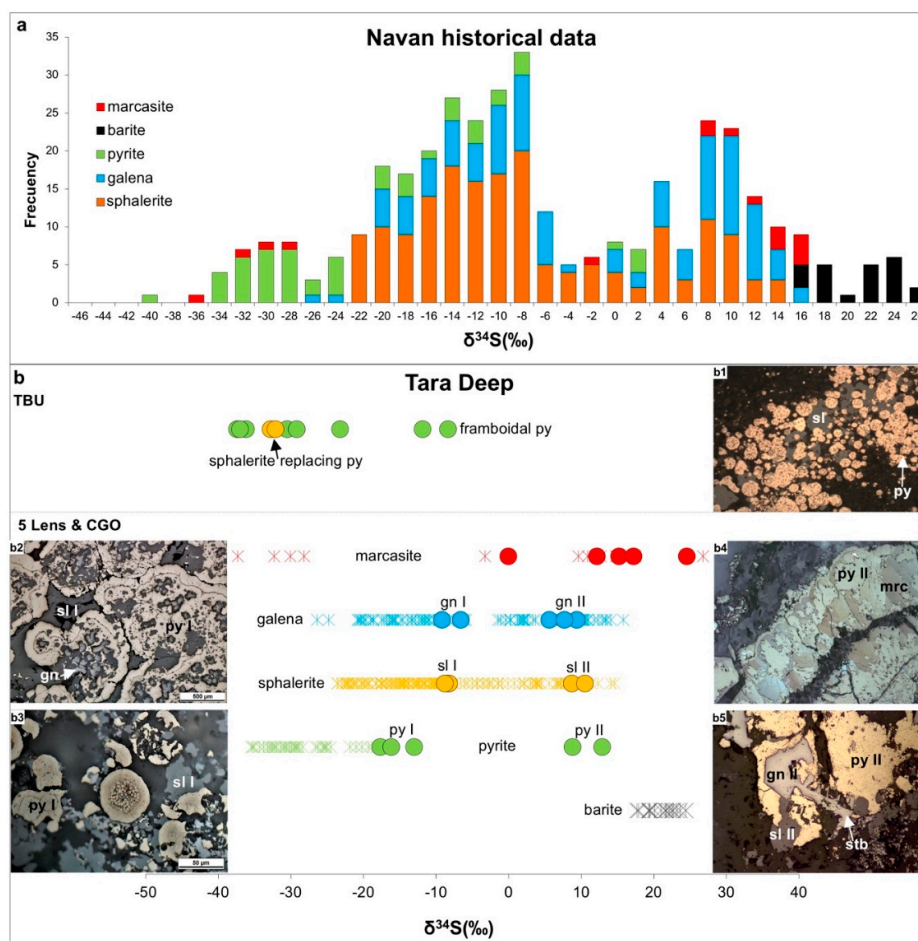 a
Navan historical data
35
30
25
20
15
10
5
0
Frecuency
marcasite
barite
pyrite
galena
sphalerite
-46 -44 -42 -40 -38 -36 -34 -32 -30 -28 -26 -24 -22 -20 -18 -16 -14 -12 -10 -8 -6 -4 -2 0 2 4 6 8 10 12 14 16 18 20 22 24 26
δ³⁴S(‰)
b
Tara Deep
TBU
framboidal py
sphalerite replacing py
b1
sl
py
5 Lens & CGO
b2
sl I
py I
gn I
500 µm
marcasite
galena
gn I
gn II
sphalerite
sl I
sl II
py I
pyrite
py II
barite
b4
py II
mrc
b3
sl I
py I
50 µm
b5
gn II
py II
sl II
stb
-50 -40 -30 -20 -10 0 10 20 30 40
δ³⁴S(‰)